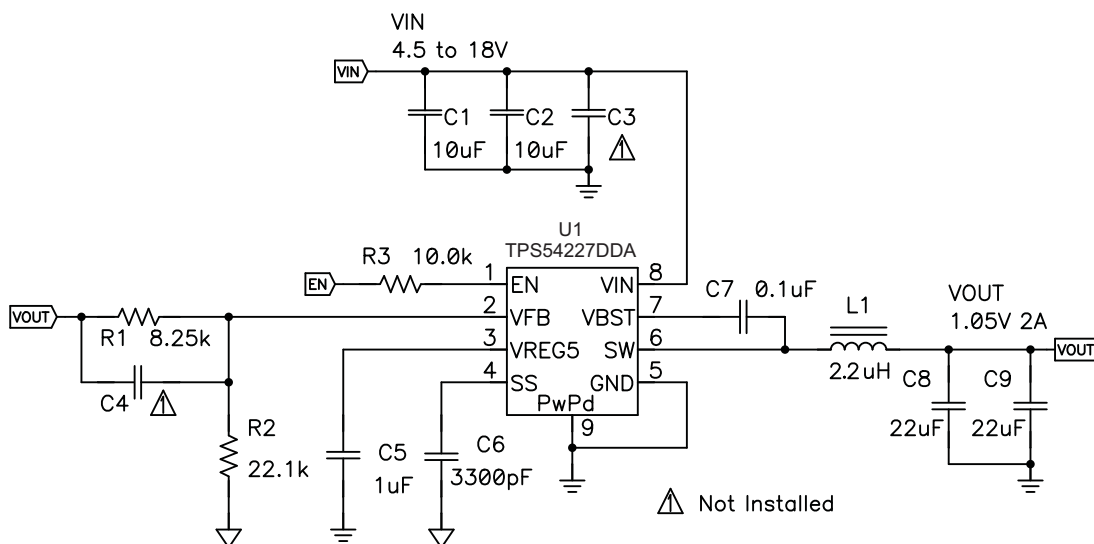 VIN
4.5 to 18V
VIN
C1
C2
C3
10uF
10uF
1
U1
TPS54227DDA
R3 10.0k
EN
1
EN
VIN
8
C7
0.1uF
VOUT
2
VFB
VBST
7
L1
VOUT
1.05V 2A
R1
8.25k
3
VREG5
SW
6
VOUT
2.2uH
4
SS
GND
5
C8
C9
C4
1
PwPd
9
22uF
22uF
R2
22.1k
C5
1uF
C6
3300pF
1 Not Installed